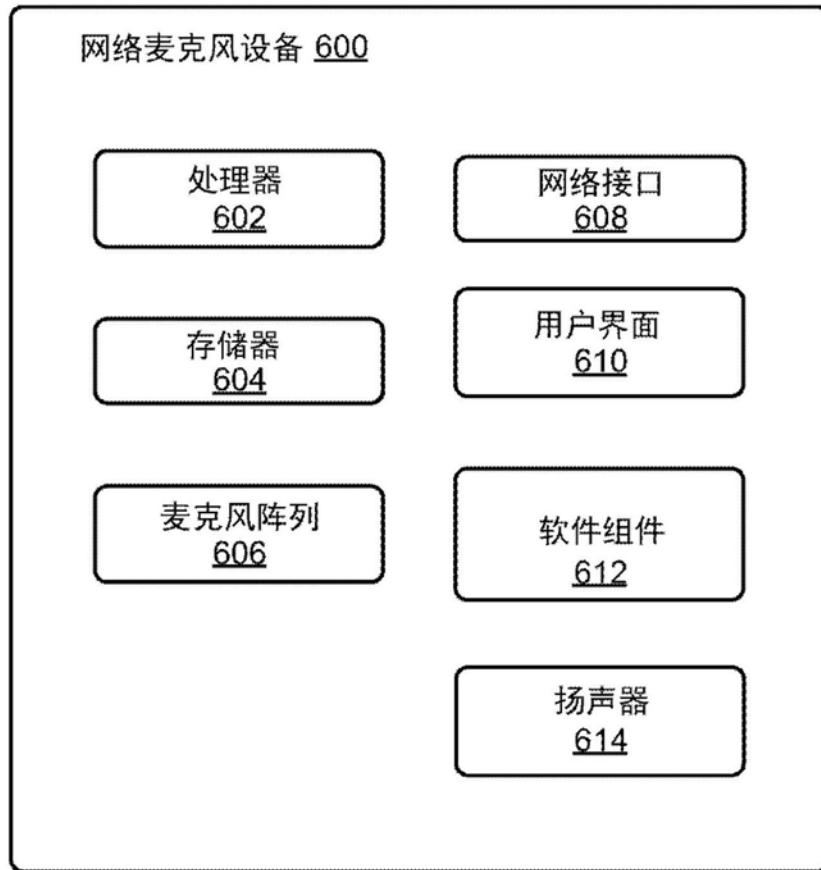 网络麦克风设备 600
处理器
602
网络接口
608
存储器
604
用户界面
610
麦克风阵列
606
软件组件
612
扬声器
614